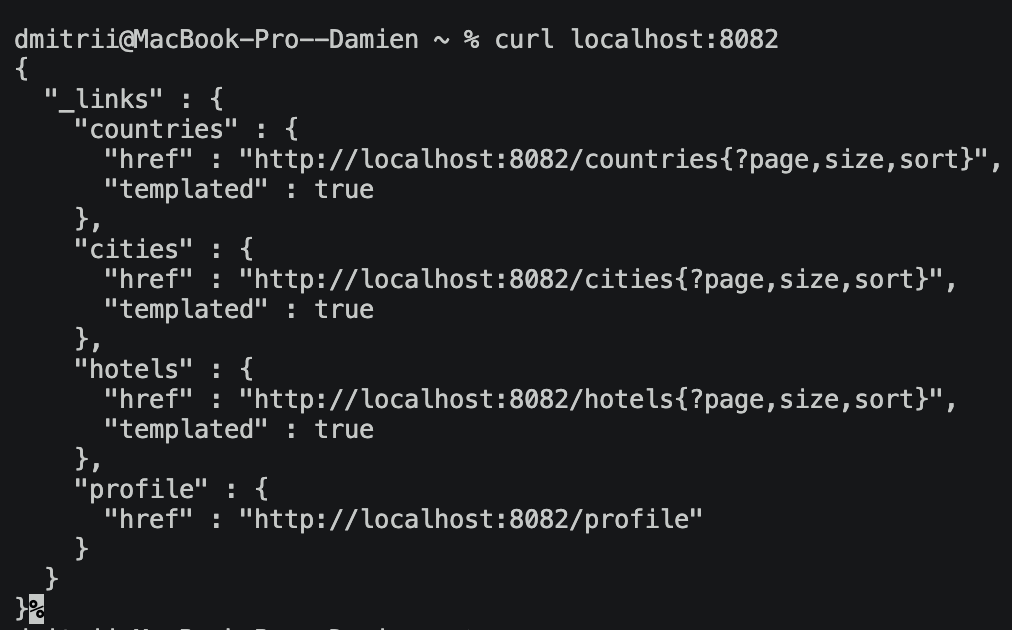 dmitrii@MacBook-Pro--Damien ~ % curl localhost:8082
{
  "_links" : {
    "countries" : {
      "href" : "http://localhost:8082/countries{?page,size,sort}",
      "templated" : true
    },
    "cities" : {
      "href" : "http://localhost:8082/cities{?page,size,sort}",
      "templated" : true
    },
    "hotels" : {
      "href" : "http://localhost:8082/hotels{?page,size,sort}",
      "templated" : true
    },
    "profile" : {
      "href" : "http://localhost:8082/profile"
    }
  }
}%